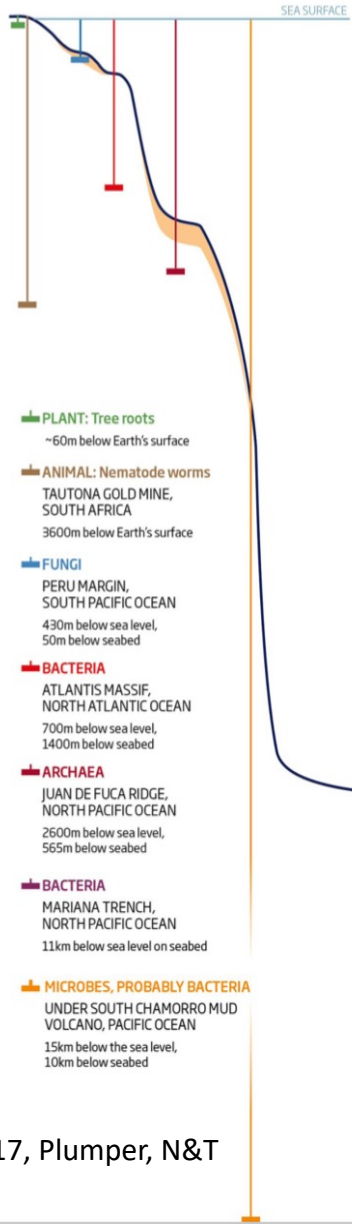 SEA SURFACE
PLANT: Tree roots
~60m below Earth's surface
ANIMAL: Nematode worms
TAUTONA GOLD MINE,
SOUTH AFRICA
3600m below Earth's surface
FUNGI
PERU MARGIN,
SOUTH PACIFIC OCEAN
430m below sea level,
50m below seabed
BACTERIA
ATLANTIS MASSIF,
NORTH ATLANTIC OCEAN
700m below sea level,
1400m below seabed
ARCHAEA
JUAN DE FUCA RIDGE,
NORTH PACIFIC OCEAN
2600m below sea level,
565m below seabed
BACTERIA
MARIANA TRENCH,
NORTH PACIFIC OCEAN
11km below sea level on seabed
MICROBES, PROBABLY BACTERIA
UNDER SOUTH CHAMORRO MUD
VOLCANO, PACIFIC OCEAN
15km below the sea level,
10km below seabed
17, Plumper, N&T